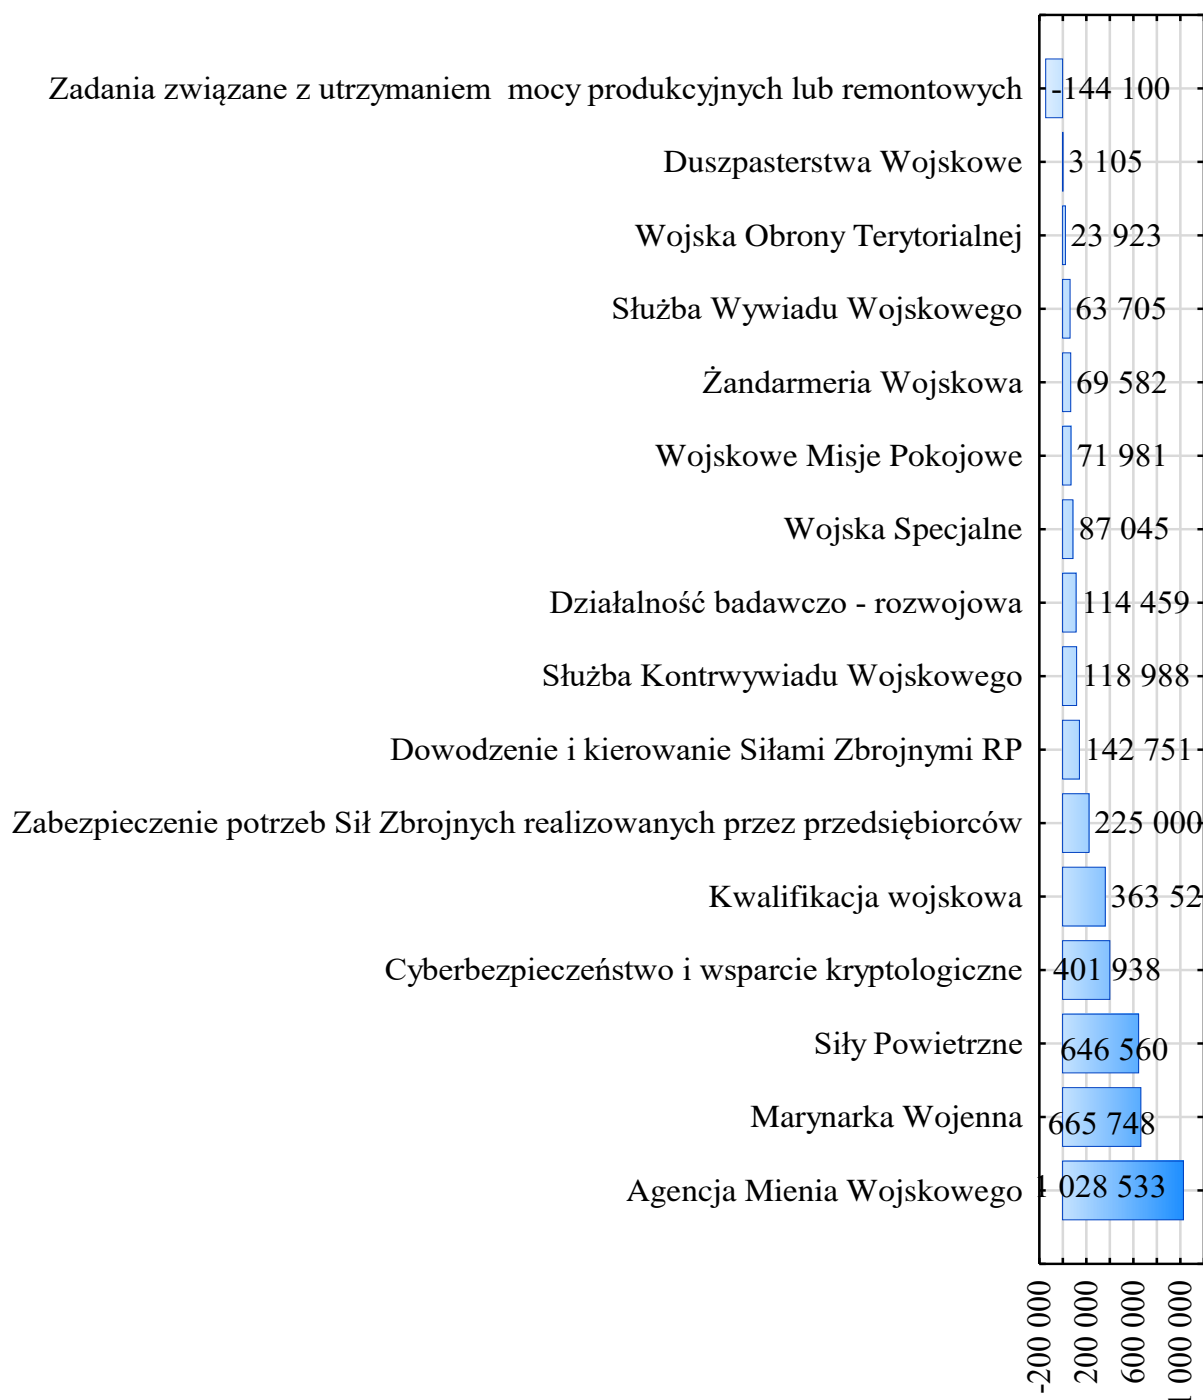 Zadania związane z utrzymaniem mocy produkcyjnych lub remontowych -144 100
Duszpasterstwa Wojskowe 3 105
Wojska Obrony Terytorialnej 23 923
Służba Wywiadu Wojskowego 63 705
Żandarmeria Wojskowa 69 582
Wojskowe Misje Pokojowe 71 981
Wojska Specjalne 87 045
Działalność badawczo - rozwojowa 114 459
Służba Kontrwywiadu Wojskowego 118 988
Dowodzenie i kierowanie Siłami Zbrojnymi RP 142 751
Zabezpieczenie potrzeb Sił Zbrojnych realizowanych przez przedsiębiorców 225 000
Kwalifikacja wojskowa 363 52
Cyberbezpieczeństwo i wsparcie kryptologiczne 401 938
Siły Powietrzne 646 560
Marynarka Wojenna 665 748
Agencja Mienia Wojskowego 1 028 533
-200 000
200 000
600 000
1 000 000